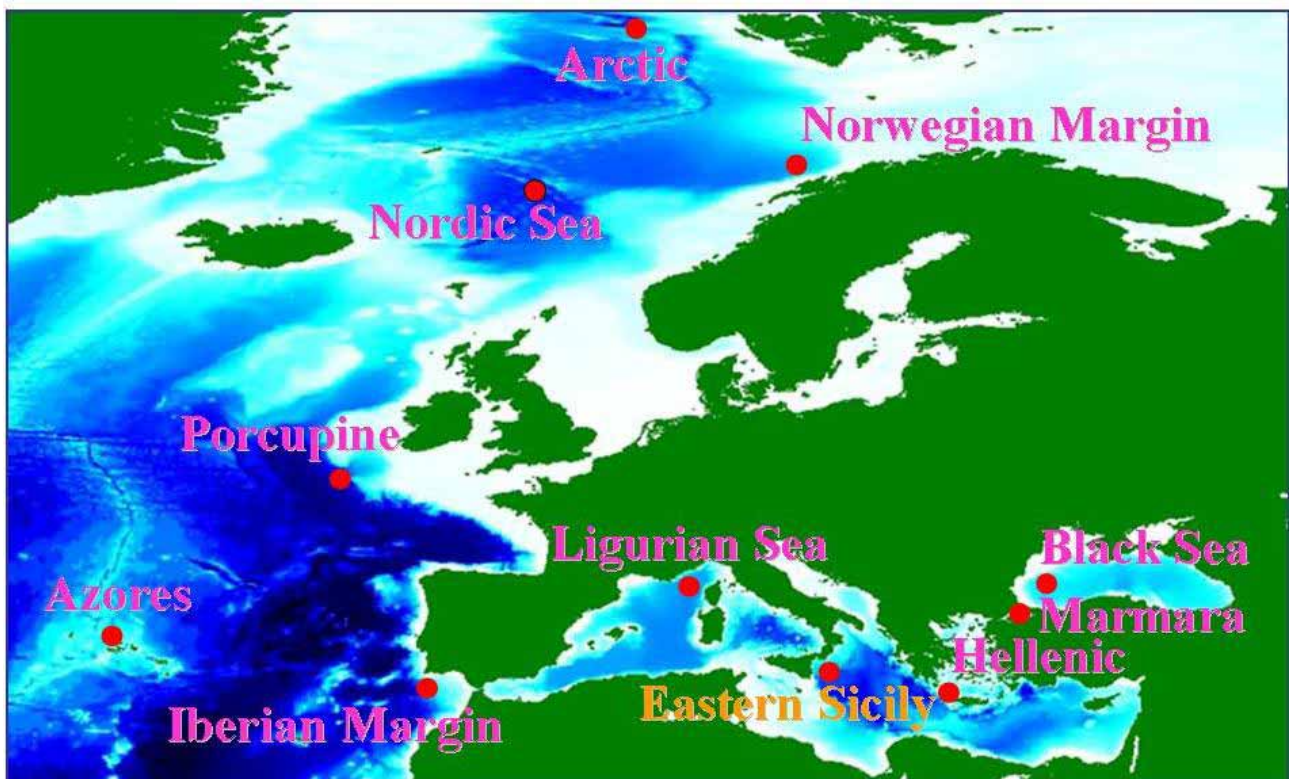 Arctic
Norwegian Margin
Nordic Sea
Porcupine
Ligurian Sea
Black Sea
Azores
Marmara
Hellenic
Eastern Sicily
Iberian Margin